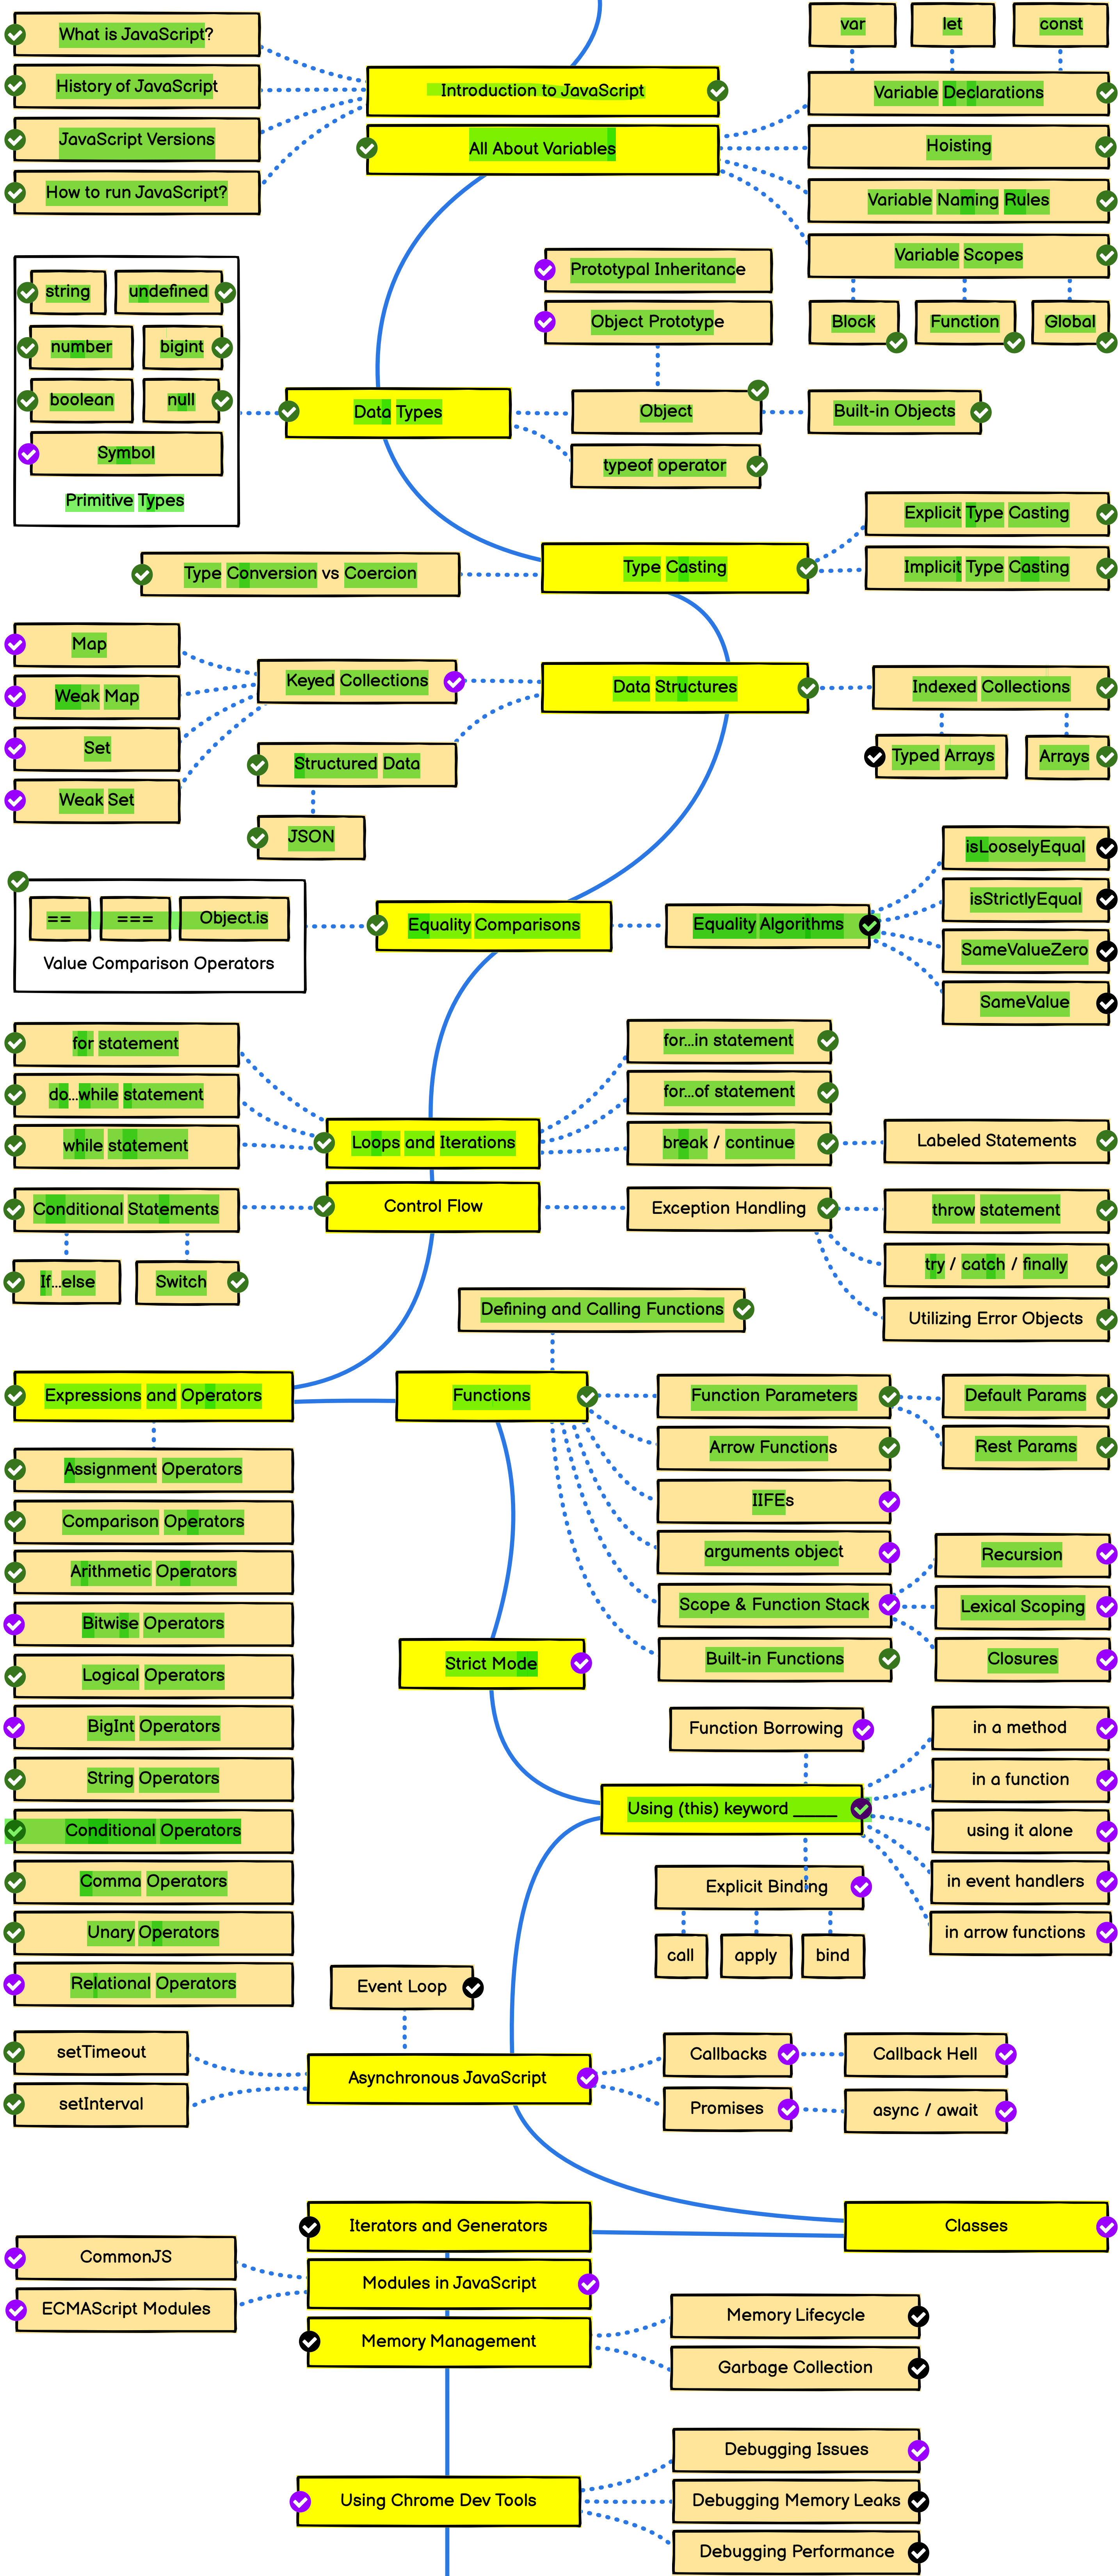 What is JavaScript?
History of JavaScript
JavaScript Versions
How to run JavaScript?
Introduction to JavaScript
All About Variables
var
let
const
Variable Declarations
Hoisting
Variable Naming Rules
Variable Scopes
Block
Function
Global
string
undefined
number
bigint
boolean
null
Symbol
Primitive Types
Prototypal Inheritance
Object Prototype
Data Types
Object
Built-in Objects
typeof operator
Type Conversion vs Coercion
Type Casting
Explicit Type Casting
Implicit Type Casting
Map
Weak Map
Set
Weak Set
Keyed Collections
Data Structures
Indexed Collections
Structured Data
Typed Arrays
Arrays
JSON
==
===
Object.is
Value Comparison Operators
Equality Comparisons
Equality Algorithms
isLooselyEqual
isStrictlyEqual
SameValueZero
SameValue
for statement
do...while statement
while statement
Loops and Iterations
for...in statement
for...of statement
break / continue
Labeled Statements
Conditional Statements
Control Flow
Exception Handling
throw statement
try / catch / finally
Utilizing Error Objects
If...else
Switch
Defining and Calling Functions
Expressions and Operators
Functions
Function Parameters
Default Params
Rest Params
Arrow Functions
IIFEs
arguments object
Scope & Function Stack
Recursion
Lexical Scoping
Closures
Built-in Functions
Assignment Operators
Comparison Operators
Arithmetic Operators
Bitwise Operators
Logical Operators
BigInt Operators
String Operators
Conditional Operators
Comma Operators
Unary Operators
Relational Operators
Strict Mode
Function Borrowing
Using (this) keyword _____
in a method
in a function
using it alone
in event handlers
in arrow functions
Explicit Binding
call
apply
bind
Event Loop
setTimeout
setInterval
Asynchronous JavaScript
Callbacks
Callback Hell
Promises
async / await
Iterators and Generators
Classes
CommonJS
ECMAScript Modules
Modules in JavaScript
Memory Management
Memory Lifecycle
Garbage Collection
Using Chrome Dev Tools
Debugging Issues
Debugging Memory Leaks
Debugging Performance